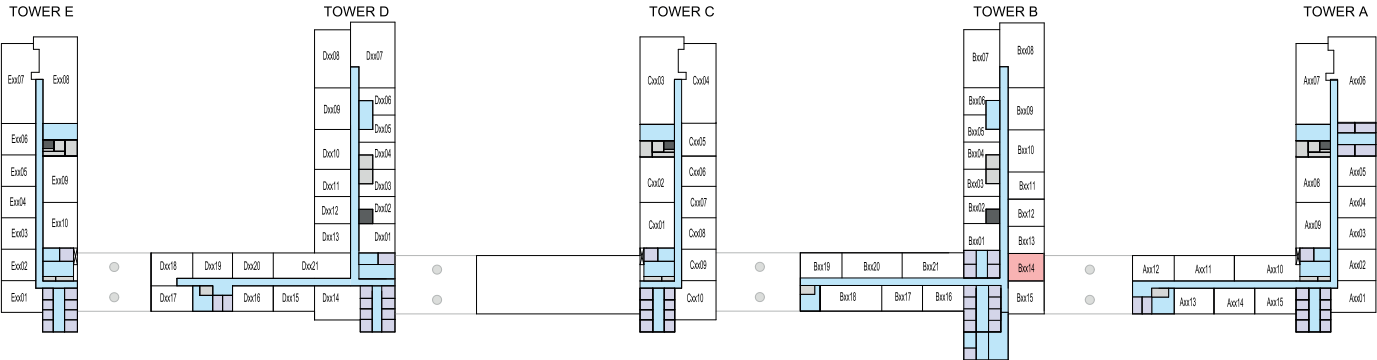 TOWER E
TOWER D
TOWER C
TOWER B
TOWER A
Exx07
Exx08
Exx06
Exx05
Exx09
Exx04
Exx10
Exx03
Exx02
Exx01
Dxx08
Dxx07
Dxx09
Dxx06
Dxx05
Dxx10
Dxx04
Dxx11
Dxx03
Dxx12
Dxx02
Dxx13
Dxx01
Dxx18
Dxx19
Dxx20
Dxx21
Dxx17
Dxx16
Dxx15
Dxx14
Cxx03
Cxx04
Cxx05
Cxx02
Cxx06
Cxx07
Cxx01
Cxx08
Cxx09
Cxx10
Bxx07
Bxx08
Bxx06
Bxx09
Bxx05
Bxx04
Bxx10
Bxx03
Bxx11
Bxx02
Bxx12
Bxx01
Bxx13
Bxx19
Bxx20
Bxx21
Bxx14
Bxx18
Bxx17
Bxx16
Bxx15
Axx07
Axx06
Axx08
Axx05
Axx04
Axx09
Axx03
Axx12
Axx11
Axx10
Axx02
Axx13
Axx14
Axx15
Axx01